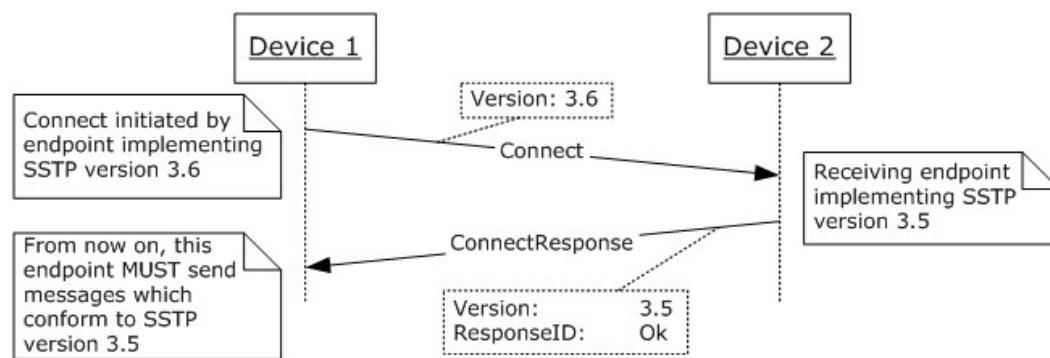 Device 1
Device 2
Version: 3.6
Connect initiated by
endpoint implementing
SSTP version 3.6
Connect
Receiving endpoint
implementing SSTP
version 3.5
ConnectResponse
From now on, this
endpoint MUST send
messages which
conform to SSTP
version 3.5
Version: 3.5
ResponseID: Ok